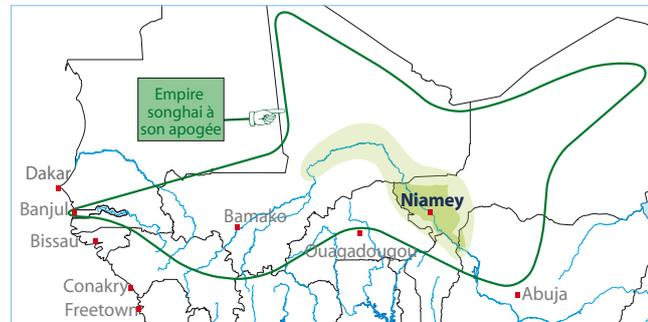 Empire
songhai à
son apogée
Dakar
Banjul
Niamey
Bamako
Bissau
Ouagadougou
Conakry
Abuja
Freetown